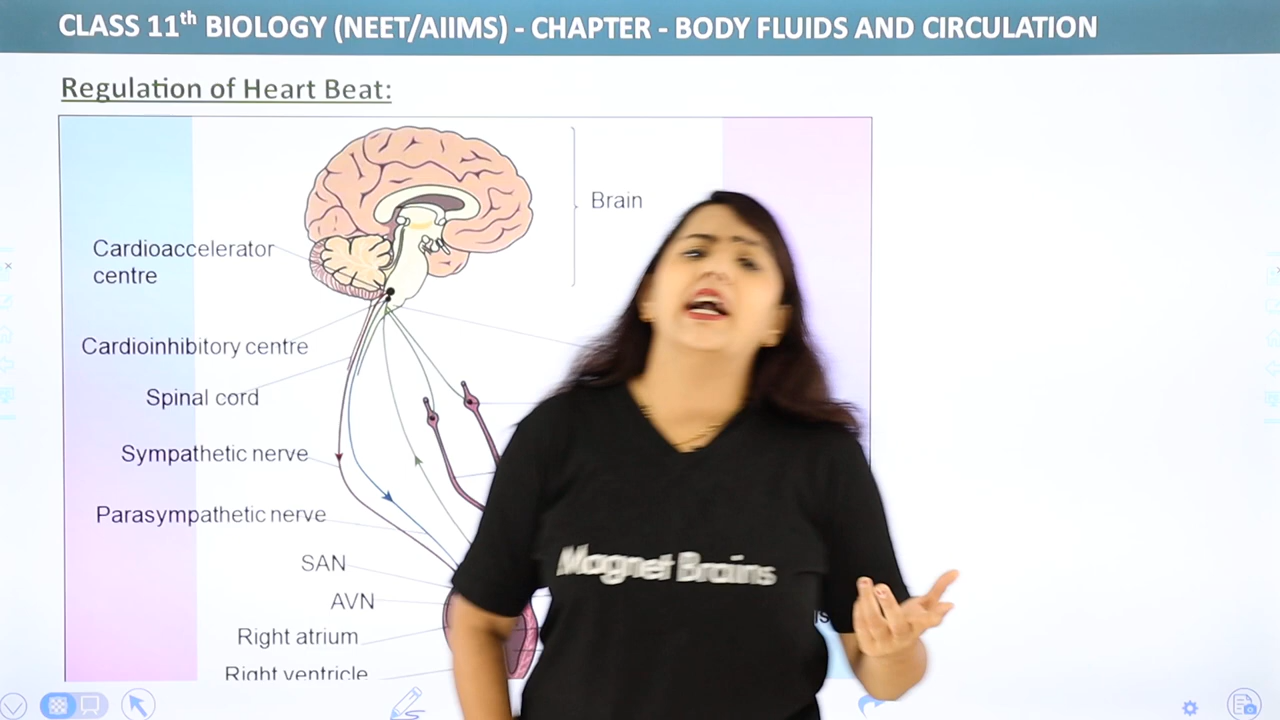 CLASS 11th BIOLOGY (NEET/AIIMS) - CHAPTER - BODY FLUIDS AND CIRCULATION
Regulation of Heart Beat:
Brain
Cardioaccelerator
centre
Cardioinhibitory centre
Spinal cord
Sympathetic nerve
Parasympathetic nerve
SAN
AVN
Right atrium
Right ventricle
Magnet Brains